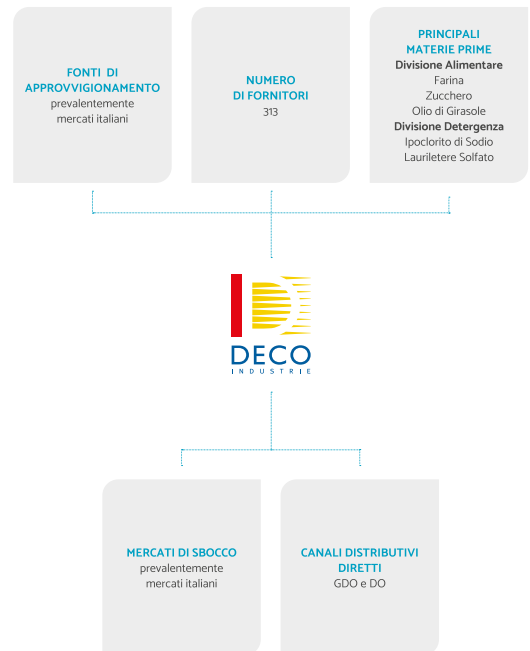 FONTI DI
APPROVVIGIONAMENTO
prevalentemente
mercati italiani
NUMERO
DI FORNITORI
313
PRINCIPALI
MATERIE PRIME
Divisione Alimentare
Farina
Zucchero
Olio di Girasole
Divisione Detergenza
Ipoclorito di Sodio
Lauriletere Solfato
DECO
INDUSTRIE
MERCATI DI SBOCCO
prevalentemente
mercati italiani
CANALI DISTRIBUTIVI
DIRETTI
GDO e DO